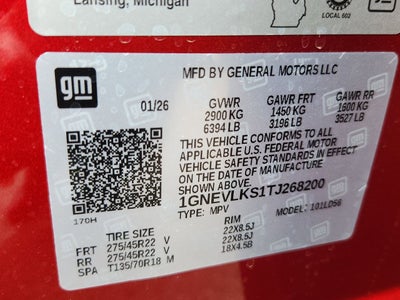 Lansing, Michigan
LOCAL 602
gm
MFD BY GENERAL MOTORS LLC
01/26
GVWR GAWR FRT GAWR RR
2900 KG 1450 KG 1600 KG
6394 LB 3196 LB 3527 LB
THIS VEHICLE CONFORMS TO ALL
APPLICABLE U.S. FEDERAL MOTOR
VEHICLE SAFETY STANDARDS IN EFFECT
ON THE DATE OF MANUFACTURE
SHOWN ABOVE.
1GNEVLKS1TJ268200
TYPE: MPV MODEL: 101LD56
170H
TIRE SIZE RIM
FRT 275/45R22 V 22X8.5J
RR 275/45R22 V 22X8.5J
SPA T135/70R18 M 18X4.5B